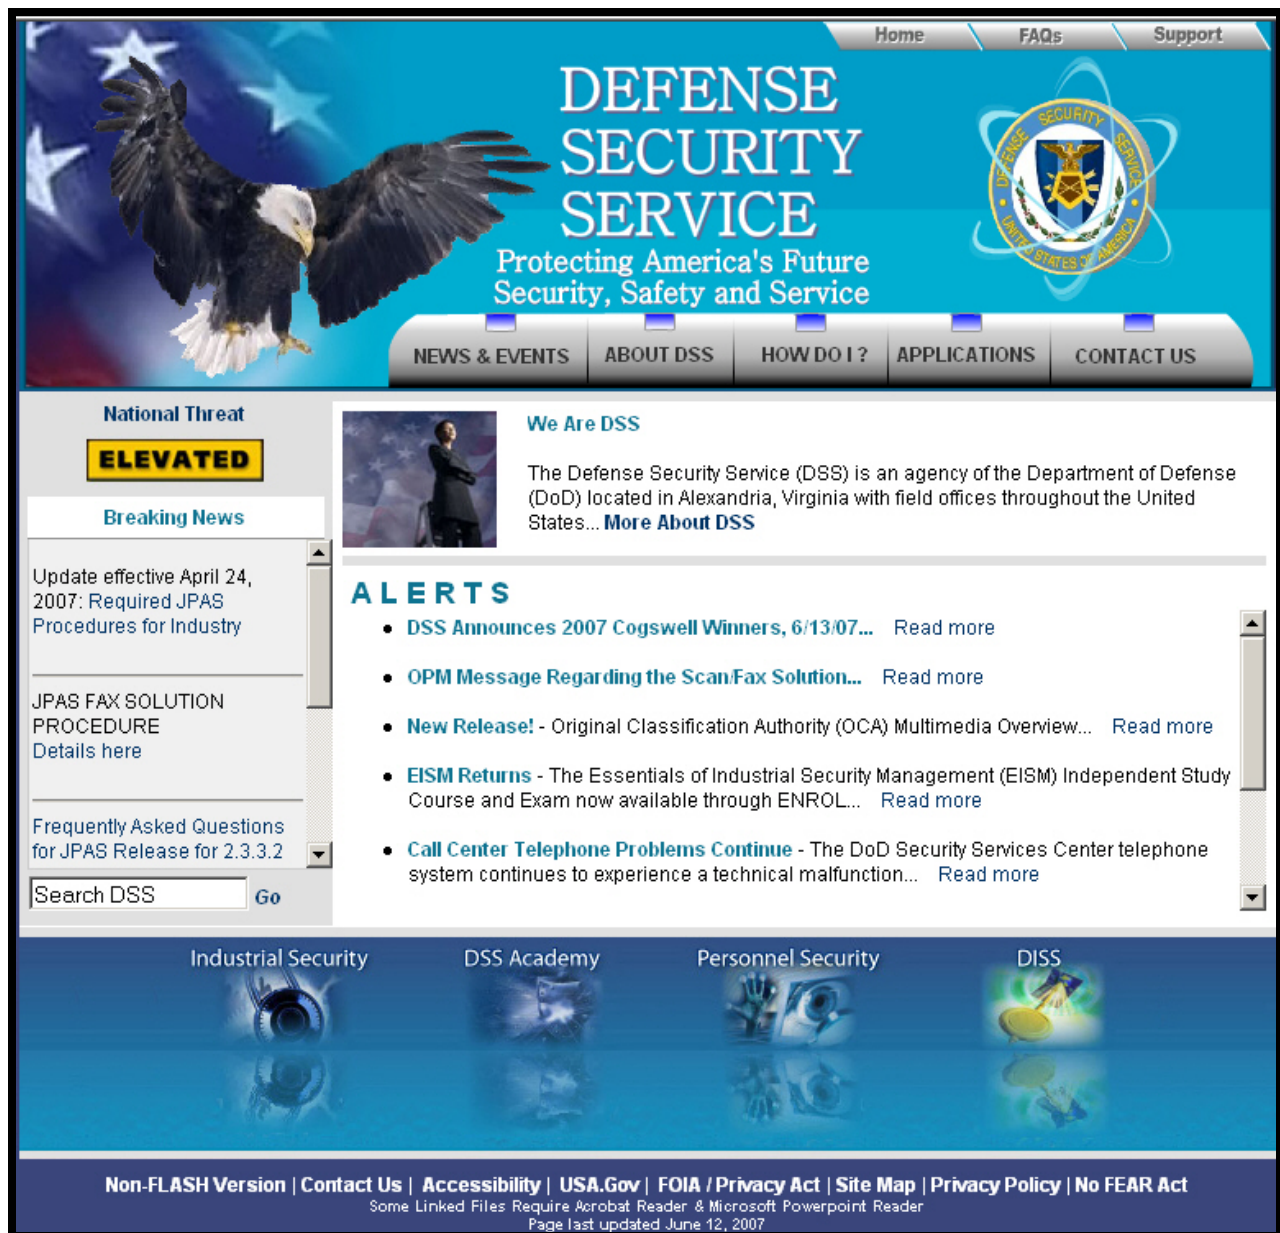 Home FAQs Support
DEFENSE
SECURITY
SERVICE
Protecting America's Future
Security, Safety and Service
DEFENSE SECURITY SERVICE
UNITED STATES OF AMERICA
NEWS & EVENTS ABOUT DSS HOW DO I ? APPLICATIONS CONTACT US
National Threat
ELEVATED
Breaking News
Update effective April 24,
2007: Required JPAS
Procedures for Industry
JPAS FAX SOLUTION
PROCEDURE
Details here
Frequently Asked Questions
for JPAS Release for 2.3.3.2
Search DSS Go
We Are DSS
The Defense Security Service (DSS) is an agency of the Department of Defense
(DoD) located in Alexandria, Virginia with field offices throughout the United
States... More About DSS
ALERTS
• DSS Announces 2007 Cogswell Winners, 6/13/07... Read more
• OPM Message Regarding the Scan/Fax Solution... Read more
• New Release! - Original Classification Authority (OCA) Multimedia Overview... Read more
• EISM Returns - The Essentials of Industrial Security Management (EISM) Independent Study
Course and Exam now available through ENROL... Read more
• Call Center Telephone Problems Continue - The DoD Security Services Center telephone
system continues to experience a technical malfunction... Read more
Industrial Security DSS Academy Personnel Security DISS
Non-FLASH Version | Contact Us | Accessibility | USA.Gov | FOIA / Privacy Act | Site Map | Privacy Policy | No FEAR Act
Some Linked Files Require Acrobat Reader & Microsoft Powerpoint Reader
Page last updated June 12, 2007